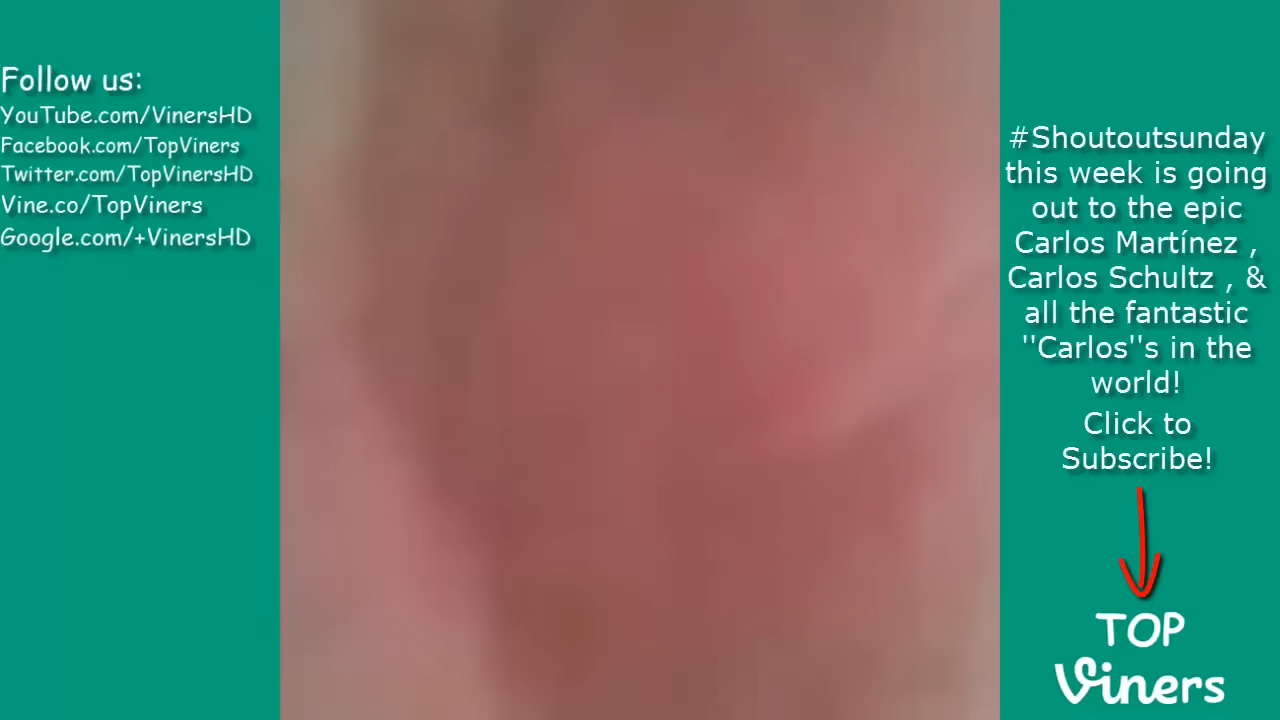 Follow us:
YouTube.com/VinersHD
Facebook.com/TopViners
Twitter.com/TopVinersHD
Vine.co/TopViners
Google.com/+VinersHD
#Shoutoutsunday
this week is going
out to the epic
Carlos Martínez ,
Carlos Schultz , &
all the fantastic
''Carlos''s in the
world!
Click to
Subscribe!
TOP
Viners